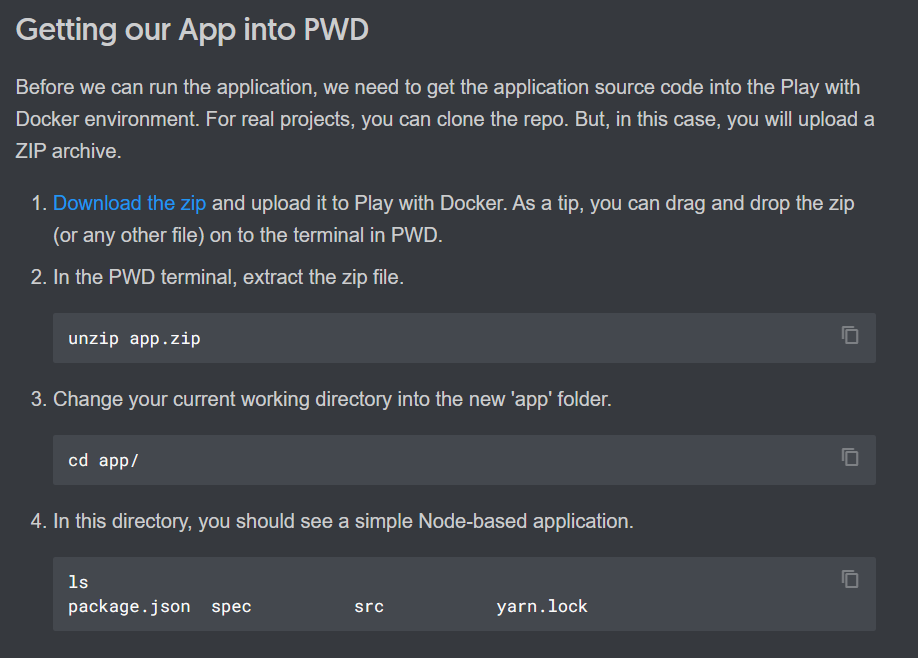 Getting our App into PWD
Before we can run the application, we need to get the application source code into the Play with
Docker environment. For real projects, you can clone the repo. But, in this case, you will upload a
ZIP archive.
1. Download the zip and upload it to Play with Docker. As a tip, you can drag and drop the zip
(or any other file) on to the terminal in PWD.
2. In the PWD terminal, extract the zip file.
unzip app.zip
3. Change your current working directory into the new 'app' folder.
cd app/
4. In this directory, you should see a simple Node-based application.
ls
package.json  spec          src           yarn.lock